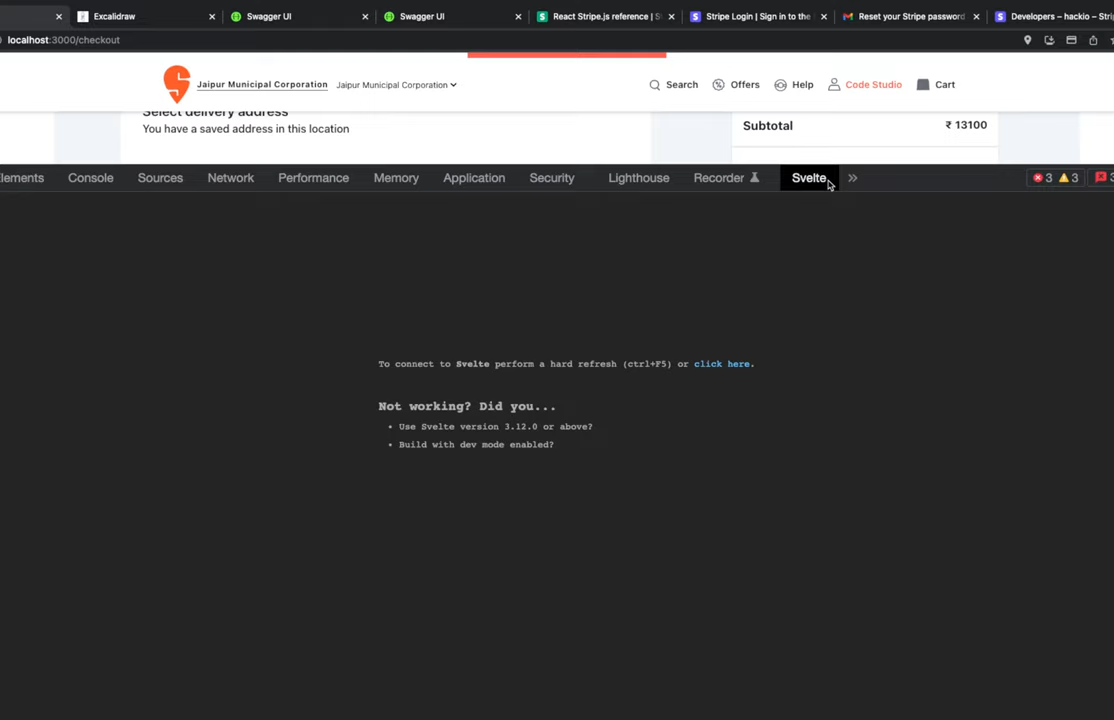 Excalidraw
Swagger UI
Swagger UI
React Stripe.js reference | S
Stripe Login | Sign in to the
Reset your Stripe password
Developers – hackio – Stri
localhost:3000/checkout
Jaipur Municipal Corporation
Jaipur Municipal Corporation
Search
Offers
Help
Code Studio
Cart
Select delivery address
You have a saved address in this location
Subtotal
₹ 13100
lements
Console
Sources
Network
Performance
Memory
Application
Security
Lighthouse
Recorder
Svelte
»
3
3
3
To connect to Svelte perform a hard refresh (ctrl+F5) or click here.
Not working? Did you...
• Use Svelte version 3.12.0 or above?
• Build with dev mode enabled?